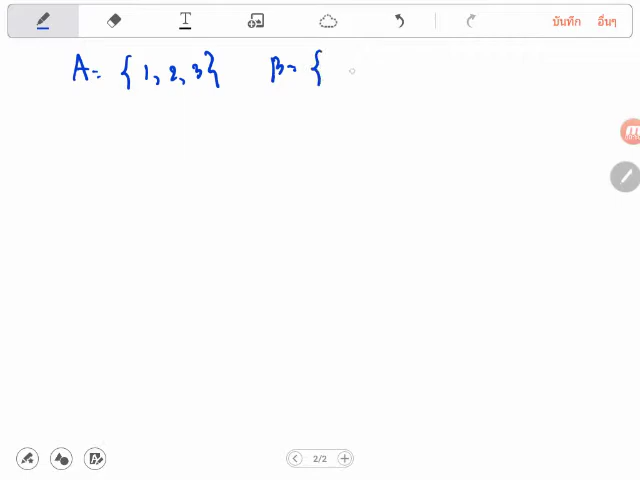 T บันทึก อื่นๆ
A = {1, 2, 3} B = {
A
2/2